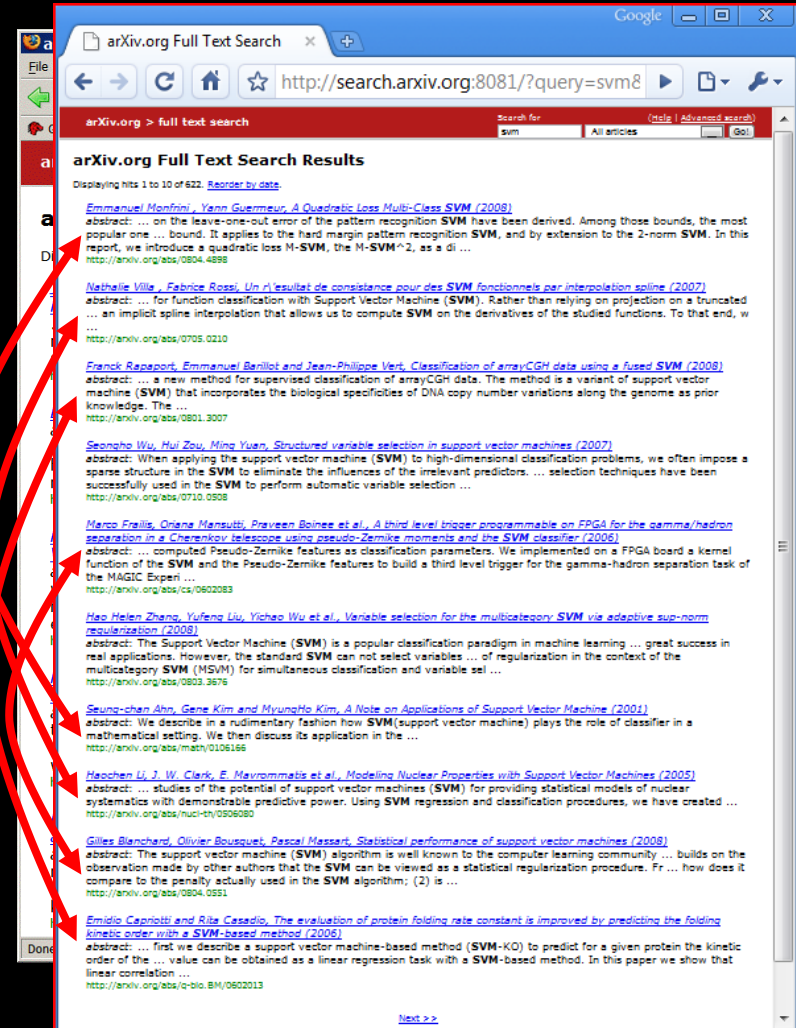 Google
a
arXiv.org Full Text Search
File
http://search.arxiv.org:8081/?query=svm&
arXiv.org > full text search
Search for
(Help | Advanced search)
svm
All articles
Go!
arXiv.org Full Text Search Results
Displaying hits 1 to 10 of 622. Reorder by date.
Emmanuel Monfrini , Yann Guermeur, A Quadratic Loss Multi-Class SVM (2008)
abstract: ... on the leave-one-out error of the pattern recognition SVM have been derived. Among those bounds, the most
popular one ... bound. It applies to the hard margin pattern recognition SVM, and by extension to the 2-norm SVM. In this
report, we introduce a quadratic loss M-SVM, the M-SVM^2, as a di ...
http://arxiv.org/abs/0804.4898
Nathalie Villa , Fabrice Rossi, Un r\'esultat de consistance pour des SVM fonctionnels par interpolation spline (2007)
abstract: ... for function classification with Support Vector Machine (SVM). Rather than relying on projection on a truncated
... an implicit spline interpolation that allows us to compute SVM on the derivatives of the studied functions. To that end, w
...
http://arxiv.org/abs/0705.0210
Franck Rapaport, Emmanuel Barillot and Jean-Philippe Vert, Classification of arrayCGH data using a fused SVM (2008)
abstract: ... a new method for supervised classification of arrayCGH data. The method is a variant of support vector
machine (SVM) that incorporates the biological specificities of DNA copy number variations along the genome as prior
knowledge. The ...
http://arxiv.org/abs/0801.3007
Seongho Wu, Hui Zou, Ming Yuan, Structured variable selection in support vector machines (2007)
abstract: When applying the support vector machine (SVM) to high-dimensional classification problems, we often impose a
sparse structure in the SVM to eliminate the influences of the irrelevant predictors. ... selection techniques have been
successfully used in the SVM to perform automatic variable selection ...
http://arxiv.org/abs/0710.0508
Marco Frailis, Oriana Mansutti, Praveen Boinee et al., A third level trigger programmable on FPGA for the gamma/hadron
separation in a Cherenkov telescope using pseudo-Zernike moments and the SVM classifier (2006)
abstract: ... computed Pseudo-Zernike features as classification parameters. We implemented on a FPGA board a kernel
function of the SVM and the Pseudo-Zernike features to build a third level trigger for the gamma-hadron separation task of
the MAGIC Experi ...
http://arxiv.org/abs/cs/0602083
Hao Helen Zhang, Yufeng Liu, Yichao Wu et al., Variable selection for the multicategory SVM via adaptive sup-norm
regularization (2008)
abstract: The Support Vector Machine (SVM) is a popular classification paradigm in machine learning ... great success in
real applications. However, the standard SVM can not select variables ... of regularization in the context of the
multicategory SVM (MSVM) for simultaneous classification and variable sel ...
http://arxiv.org/abs/0803.3676
Seung-chan Ahn, Gene Kim and MyungHo Kim, A Note on Applications of Support Vector Machine (2001)
abstract: We describe in a rudimentary fashion how SVM(support vector machine) plays the role of classifier in a
mathematical setting. We then discuss its application in the ...
http://arxiv.org/abs/math/0106166
Haochen Li, J. W. Clark, E. Mavrommatis et al., Modeling Nuclear Properties with Support Vector Machines (2005)
abstract: ... studies of the potential of support vector machines (SVM) for providing statistical models of nuclear
systematics with demonstrable predictive power. Using SVM regression and classification procedures, we have created ...
http://arxiv.org/abs/nucl-th/0506080
Gilles Blanchard, Olivier Bousquet, Pascal Massart, Statistical performance of support vector machines (2008)
abstract: The support vector machine (SVM) algorithm is well known to the computer learning community ... builds on the
observation made by other authors that the SVM can be viewed as a statistical regularization procedure. Fr ... how does it
compare to the penalty actually used in the SVM algorithm; (2) is ...
http://arxiv.org/abs/0804.0551
Emidio Capriotti and Rita Casadio, The evaluation of protein folding rate constant is improved by predicting the folding
kinetic order with a SVM-based method (2006)
abstract: ... first we describe a support vector machine-based method (SVM-KO) to predict for a given protein the kinetic
order of the ... value can be obtained as a linear regression task with a SVM-based method. In this paper we show that
linear correlation ...
http://arxiv.org/abs/q-bio.BM/0602013
Done
Next >>